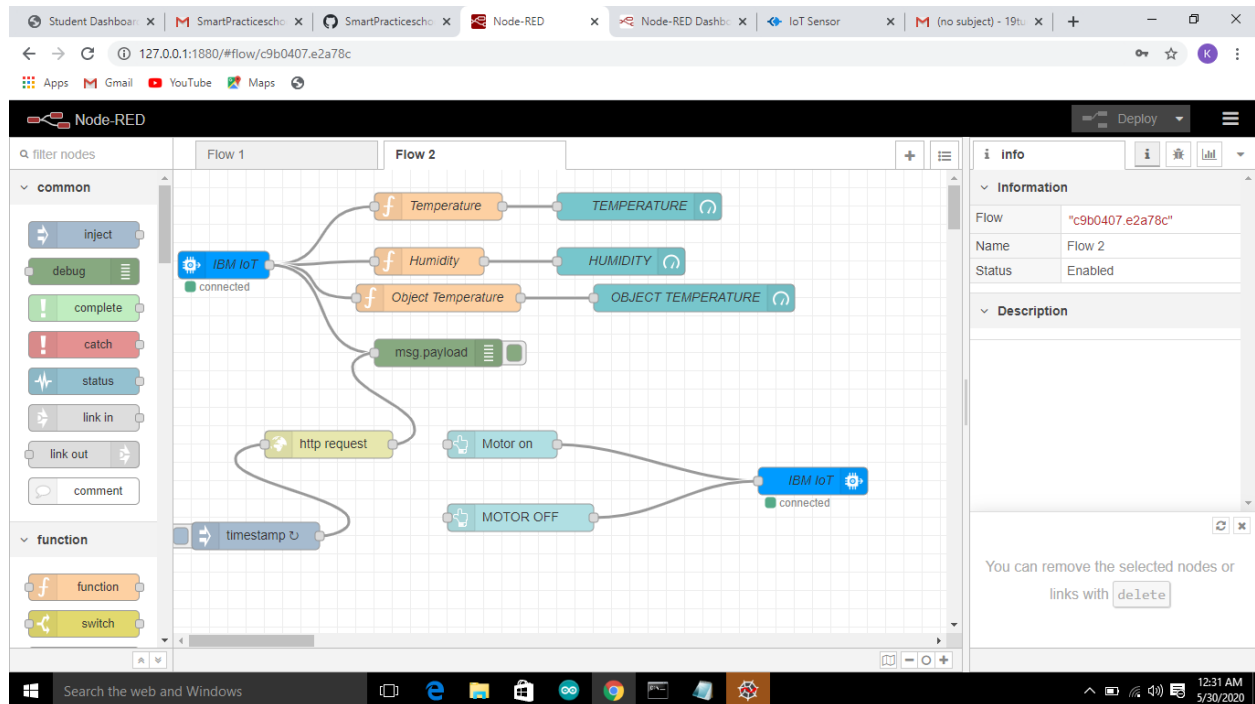 Student Dashboar
SmartPracticescho
SmartPracticescho
Node-RED
Node-RED Dashbo
IoT Sensor
(no subject) - 19tu
127.0.0.1:1880/#flow/c9b0407.e2a78c
K
Apps Gmail YouTube Maps
Node-RED
Deploy
filter nodes
Flow 1
Flow 2
i info
i
common
inject
debug
complete
catch
status
link in
link out
comment
function
function
switch
IBM IoT
connected
f Temperature
TEMPERATURE
f Humidity
HUMIDITY
f Object Temperature
OBJECT TEMPERATURE
msg.payload
http request
timestamp ↻
Motor on
MOTOR OFF
IBM IoT
connected
Information
Flow "c9b0407.e2a78c"
Name Flow 2
Status Enabled
Description
You can remove the selected nodes or
links with delete
Search the web and Windows
12:31 AM
5/30/2020